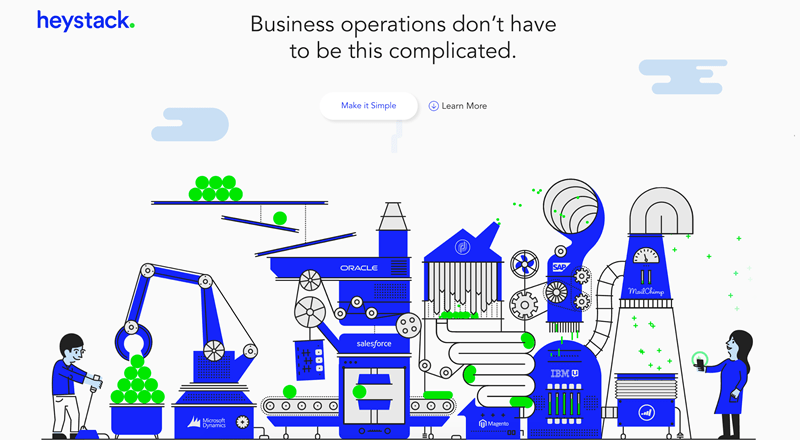 heystack.
Business operations don't have
to be this complicated.
Make it Simple
Learn More
ORACLE
SAP
MailChimp
salesforce
IBM
Microsoft
Dynamics
Magento